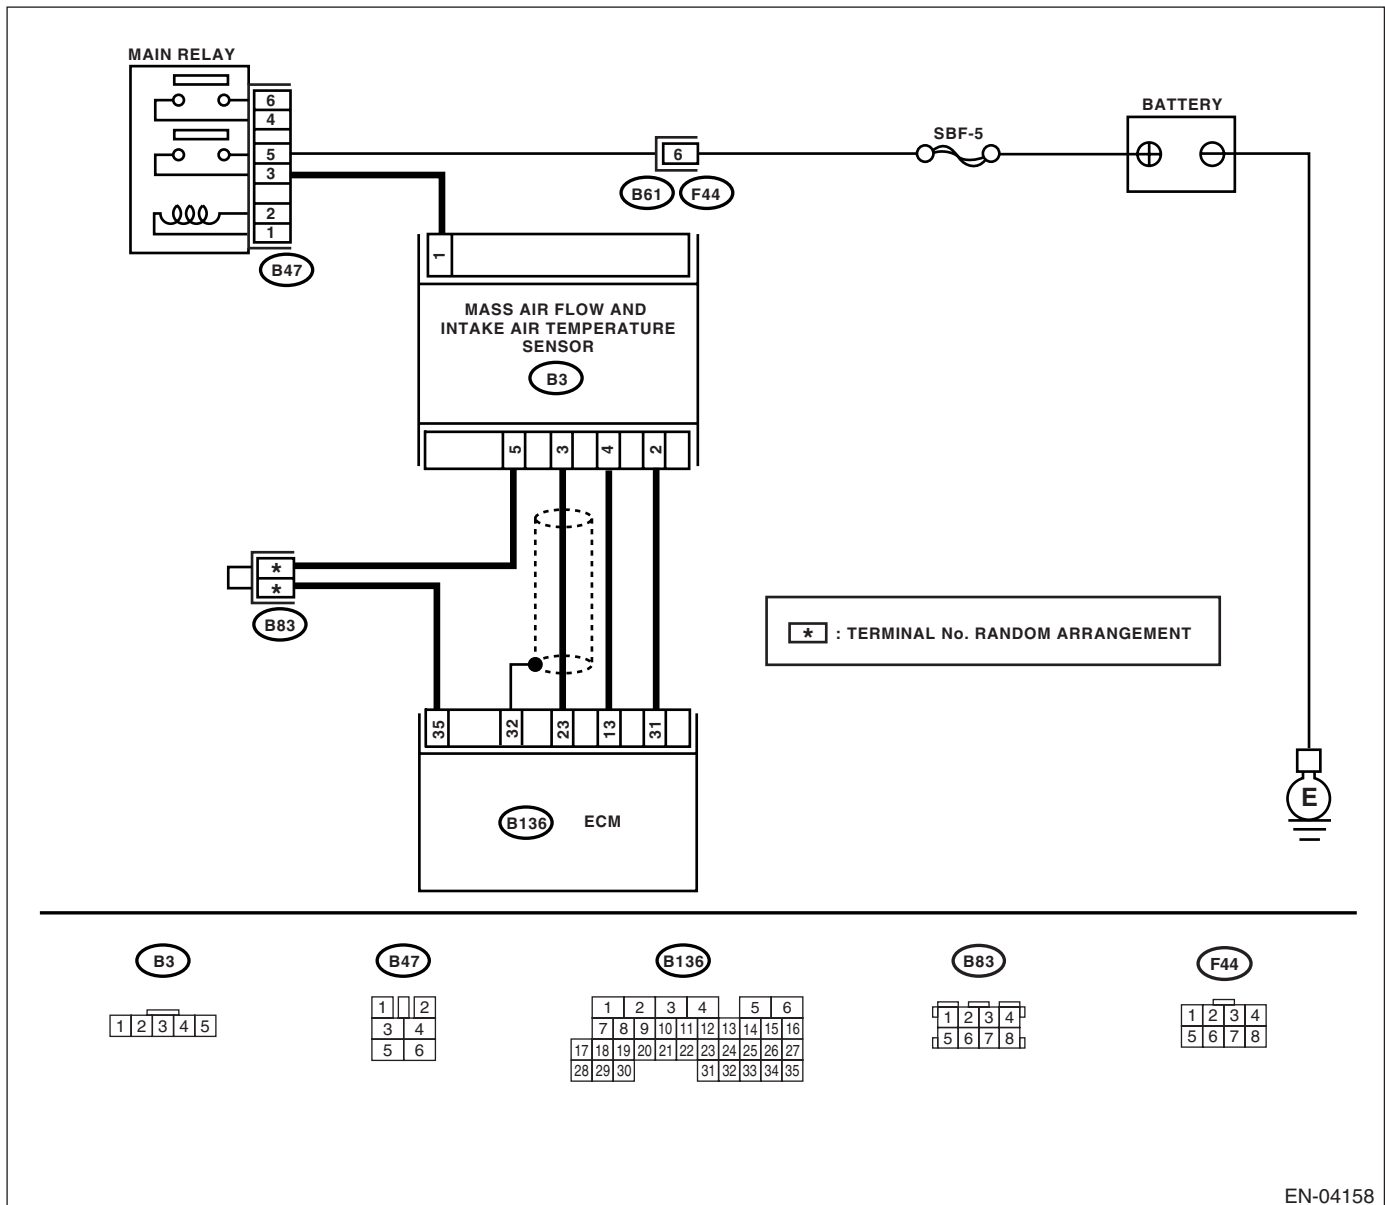 MAIN RELAY
6
4
5
3
2
1
B47
6
B61 F44
SBF-5
BATTERY
1
MASS AIR FLOW AND
INTAKE AIR TEMPERATURE
SENSOR
B3
5 3 4 2
*
*
B83
* : TERMINAL No. RANDOM ARRANGEMENT
35 32 23 13 31
B136 ECM
E
B3
1 2 3 4 5
B47
1 2
3 4
5 6
B136
1 2 3 4 5 6
7 8 9 10 11 12 13 14 15 16
17 18 19 20 21 22 23 24 25 26 27
28 29 30 31 32 33 34 35
B83
1 2 3 4
5 6 7 8
F44
1 2 3 4
5 6 7 8
EN-04158